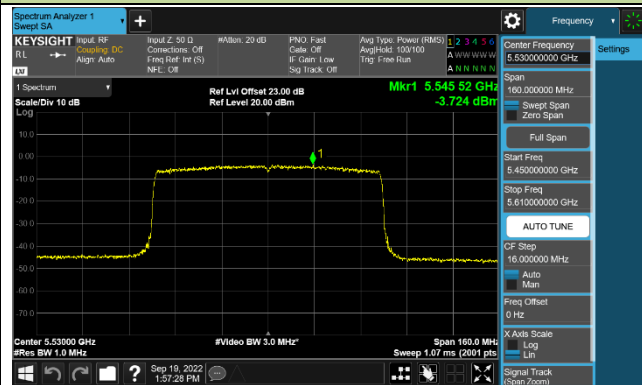 Spectrum Analyzer 1
Swept SA
Frequency
KEYSIGHT
Input: RF
Input Z: 50 Ω
#Atten: 20 dB
PNO: Fast
Avg Type: Power (RMS)
1 2 3 4 5 6
RL
Coupling: DC
Corrections: Off
Gate: Off
Avg|Hold: 100/100
A W W W W W
Align: Auto
Freq Ref: Int (S)
IF Gain: Low
Trig: Free Run
NFE: Off
Sig Track: Off
A N N N N N
LXI
1 Spectrum
Ref Lvl Offset 23.00 dB
Mkr1 5.545 52 GHz
Scale/Div 10 dB
Ref Level 20.00 dBm
-3.724 dBm
Log
1
10.0
0.00
-10.0
-20.0
-30.0
-40.0
-50.0
-60.0
-70.0
Center 5.53000 GHz
#Video BW 3.0 MHz*
Span 160.0 MHz
#Res BW 1.0 MHz
Sweep 1.07 ms (2001 pts)
?
Sep 19, 2022
1:57:28 PM
Center Frequency
5.530000000 GHz
Settings
Span
160.000000 MHz
Swept Span
Zero Span
Full Span
Start Freq
5.450000000 GHz
Stop Freq
5.610000000 GHz
AUTO TUNE
CF Step
16.000000 MHz
Auto
Man
Freq Offset
0 Hz
X Axis Scale
Log
Lin
Signal Track
(Span Zoom)